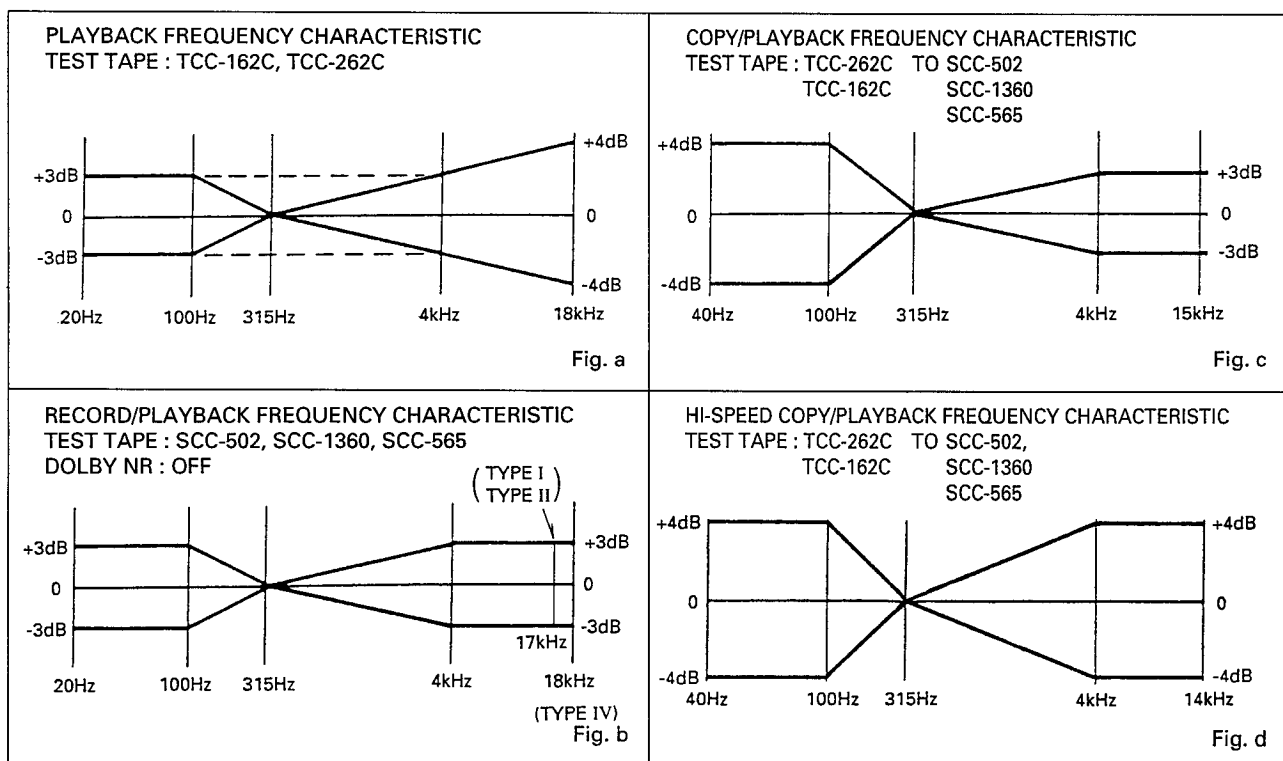 PLAYBACK FREQUENCY CHARACTERISTIC
TEST TAPE : TCC-162C, TCC-262C
+4dB
+3dB
0
0
-3dB
-4dB
20Hz 100Hz 315Hz 4kHz 18kHz
Fig. a
COPY/PLAYBACK FREQUENCY CHARACTERISTIC
TEST TAPE : TCC-262C TO SCC-502
TCC-162C SCC-1360
SCC-565
+4dB
+3dB
0
0
-3dB
-4dB
40Hz 100Hz 315Hz 4kHz 15kHz
Fig. c
RECORD/PLAYBACK FREQUENCY CHARACTERISTIC
TEST TAPE : SCC-502, SCC-1360, SCC-565
DOLBY NR : OFF
( TYPE I
TYPE II )
+3dB
+3dB
0
0
-3dB
-3dB
17kHz
20Hz 100Hz 315Hz 4kHz 18kHz
(TYPE IV)
Fig. b
HI-SPEED COPY/PLAYBACK FREQUENCY CHARACTERISTIC
TEST TAPE : TCC-262C TO SCC-502,
TCC-162C SCC-1360
SCC-565
+4dB
+4dB
0
0
-4dB
-4dB
40Hz 100Hz 315Hz 4kHz 14kHz
Fig. d